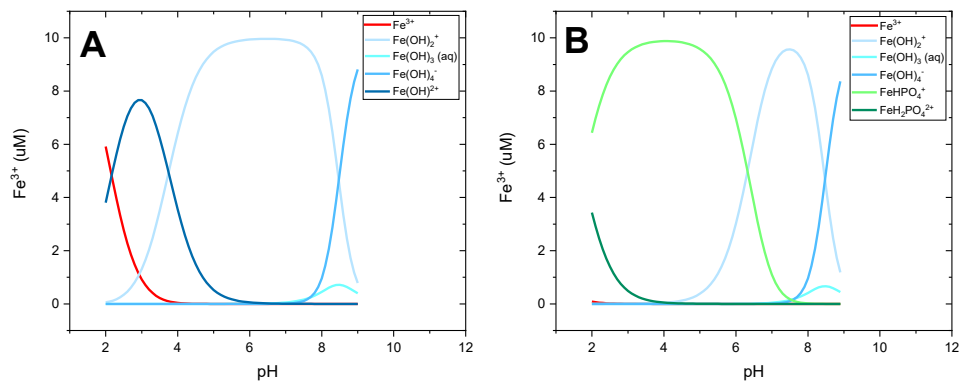 A
Fe³⁺
Fe(OH)₂⁺
Fe(OH)₃ (aq)
Fe(OH)₄⁻
Fe(OH)²⁺
10
8
6
4
2
0
Fe³⁺ (uM)
2 4 6 8 10 12
pH
B
Fe³⁺
Fe(OH)₂⁺
Fe(OH)₃ (aq)
Fe(OH)₄⁻
FeHPO₄⁺
FeH₂PO₄²⁺
10
8
6
4
2
0
Fe³⁺ (uM)
2 4 6 8 10 12
pH